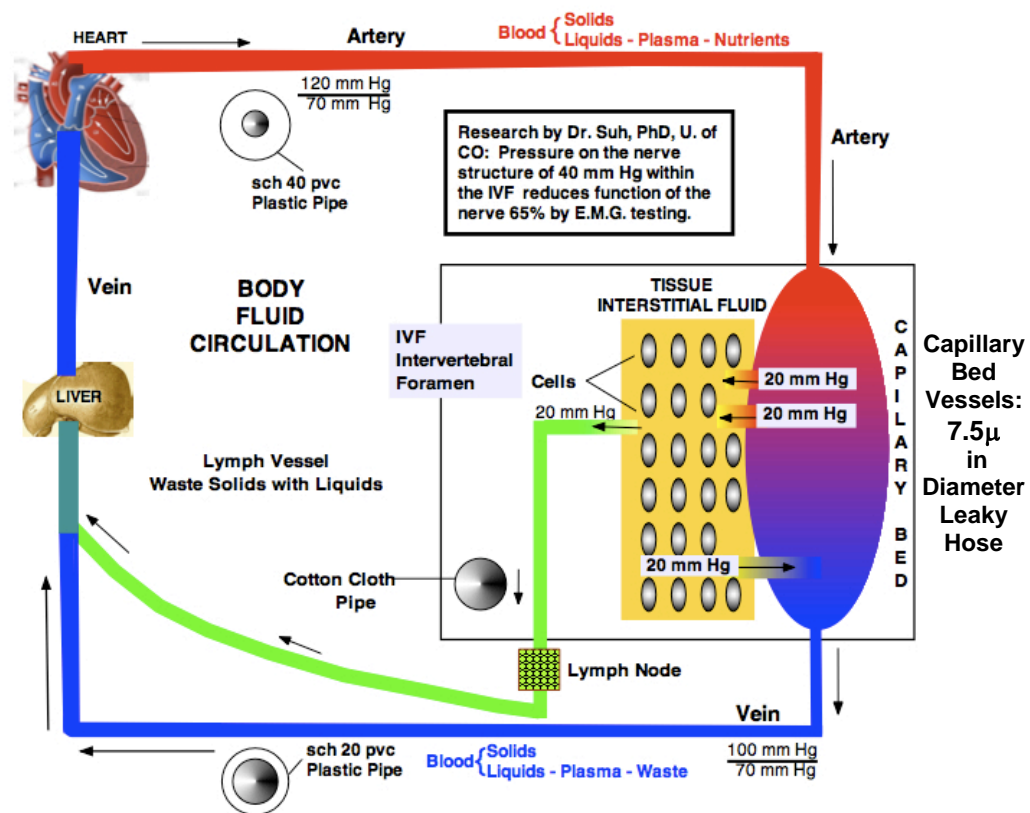 HEART
Artery
Blood { Solids
Liquids - Plasma - Nutrients
120 mm Hg
70 mm Hg
sch 40 pvc
Plastic Pipe
Research by Dr. Suh, PhD, U. of
CO: Pressure on the nerve
structure of 40 mm Hg within
the IVF reduces function of the
nerve 65% by E.M.G. testing.
Artery
Vein
BODY
FLUID
CIRCULATION
TISSUE
INTERSTITIAL FLUID
IVF
Intervertebral
Foramen
Cells
20 mm Hg
20 mm Hg
20 mm Hg
20 mm Hg
CAPILLARY BED
Capillary
Bed
Vessels:
7.5μ
in
Diameter
Leaky
Hose
LIVER
Lymph Vessel
Waste Solids with Liquids
Cotton Cloth
Pipe
Lymph Node
Vein
sch 20 pvc
Plastic Pipe
Blood { Solids
Liquids - Plasma - Waste
100 mm Hg
70 mm Hg